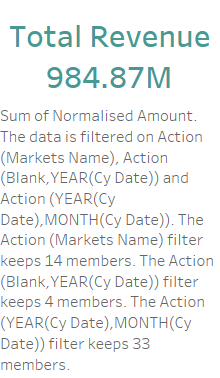 Total Revenue
984.87M
Sum of Normalised Amount.
The data is filtered on Action
(Markets Name), Action
(Blank,YEAR(Cy Date)) and
Action (YEAR(Cy
Date),MONTH(Cy Date)). The
Action (Markets Name) filter
keeps 14 members. The Action
(Blank,YEAR(Cy Date)) filter
keeps 4 members. The Action
(YEAR(Cy Date),MONTH(Cy
Date)) filter keeps 33
members.